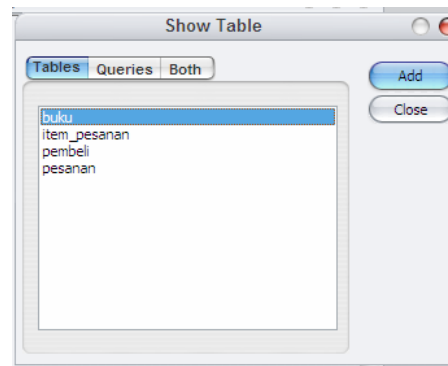 Show Table
Tables Queries Both
Add
Close
buku
item_pesanan
pembeli
pesanan